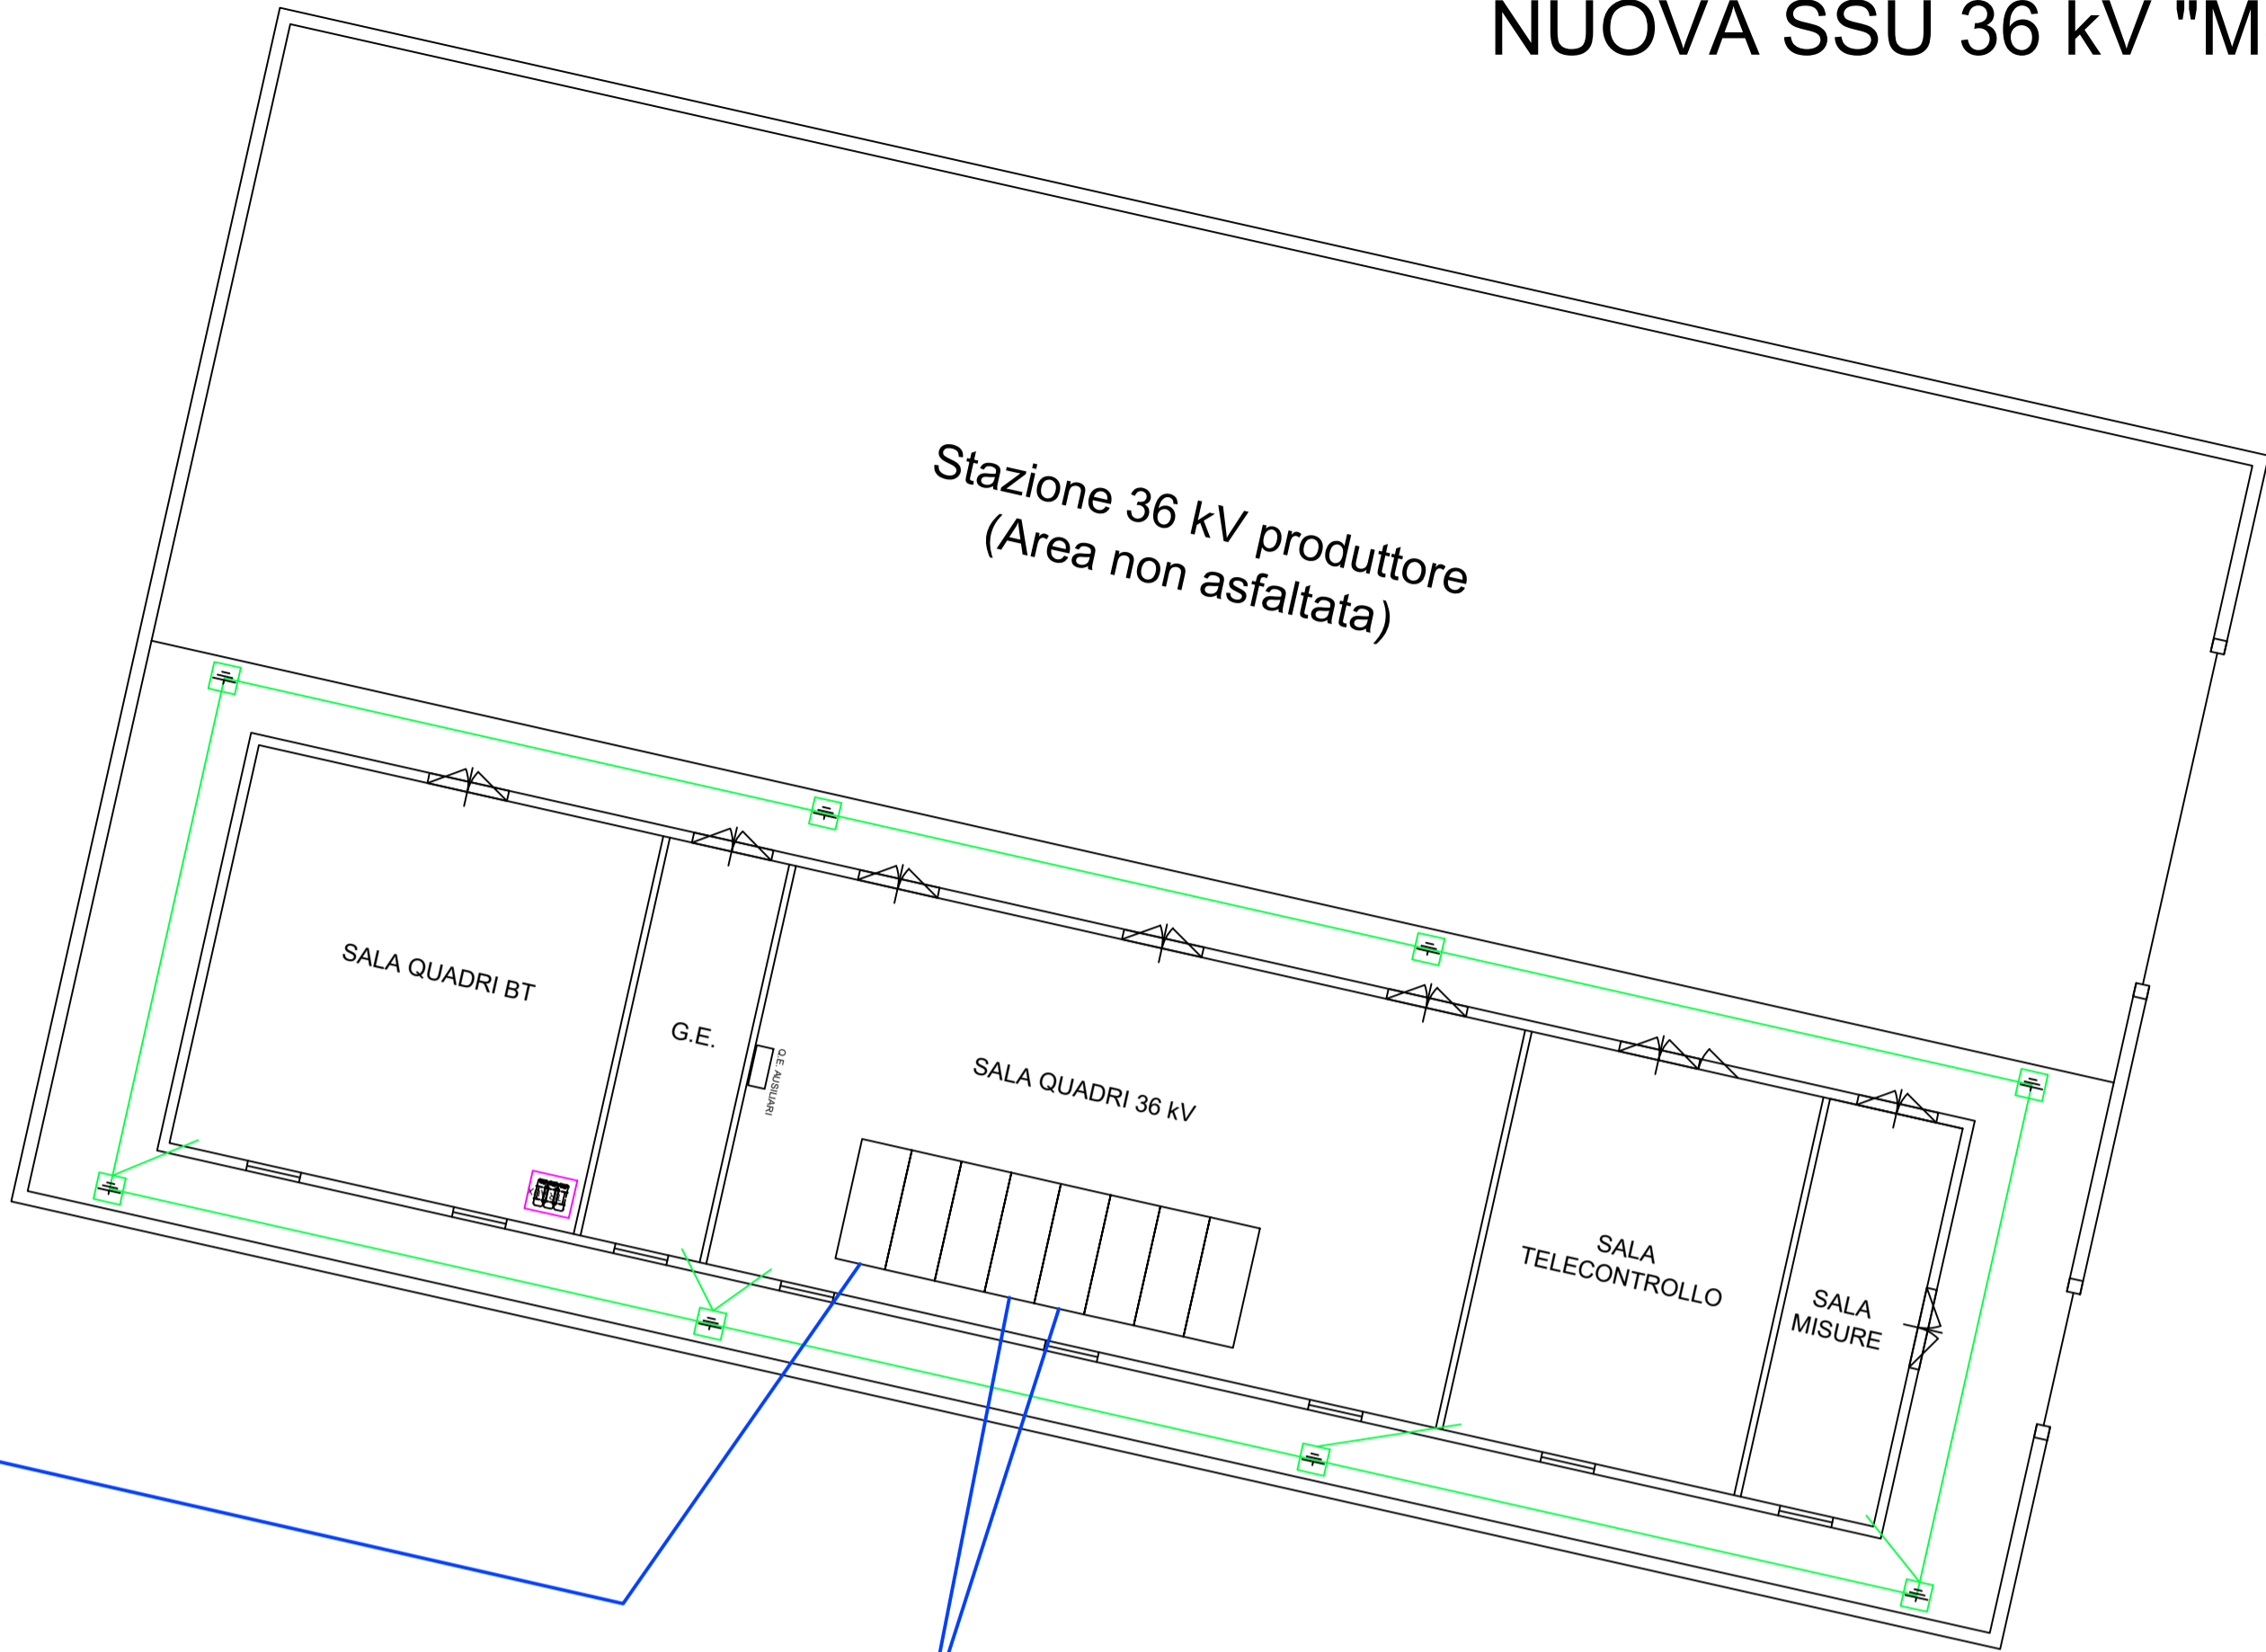 NUOVA SSU 36 kV "M
Stazione 36 kV produttore
(Area non asfaltata)
SALA QUADRI BT
G.E.
Q.E. AUSILIARI
SALA QUADRI 36 kV
SALA
TELECONTROLLO
SALA
MISURE